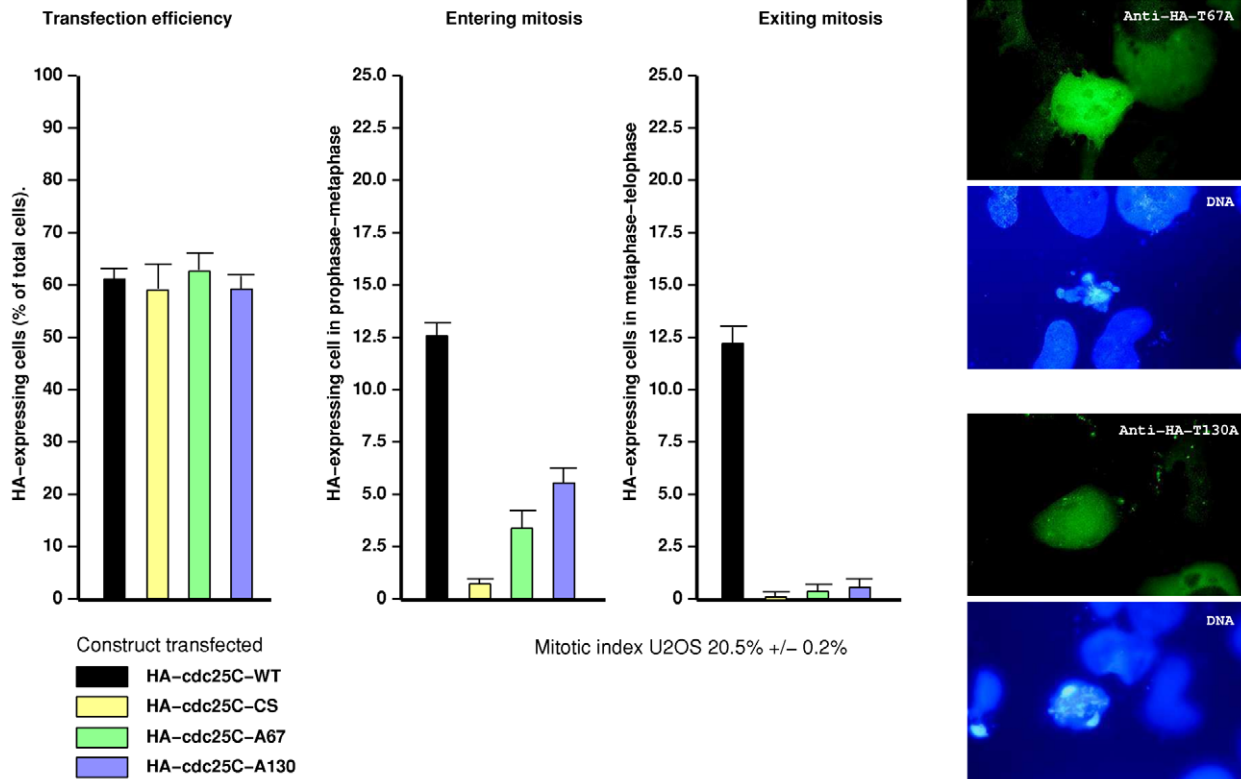 Transfection efficiency
HA–expressing cells (% of total cells).
100
90
80
70
60
50
40
30
20
10
0
Entering mitosis
HA–expressing cell in prophasae–metaphase
25.0
22.5
20.0
17.5
15.0
12.5
10.0
7.5
5.0
2.5
0
Exiting mitosis
HA–expressing cells in metaphase–telophase
25.0
22.5
20.0
17.5
15.0
12.5
10.0
7.5
5.0
2.5
0
Construct transfected
HA–cdc25C–WT
HA–cdc25C–CS
HA–cdc25C–A67
HA–cdc25C–A130
Mitotic index U2OS 20.5% +/– 0.2%
Anti–HA–T67A
DNA
Anti–HA–T130A
DNA